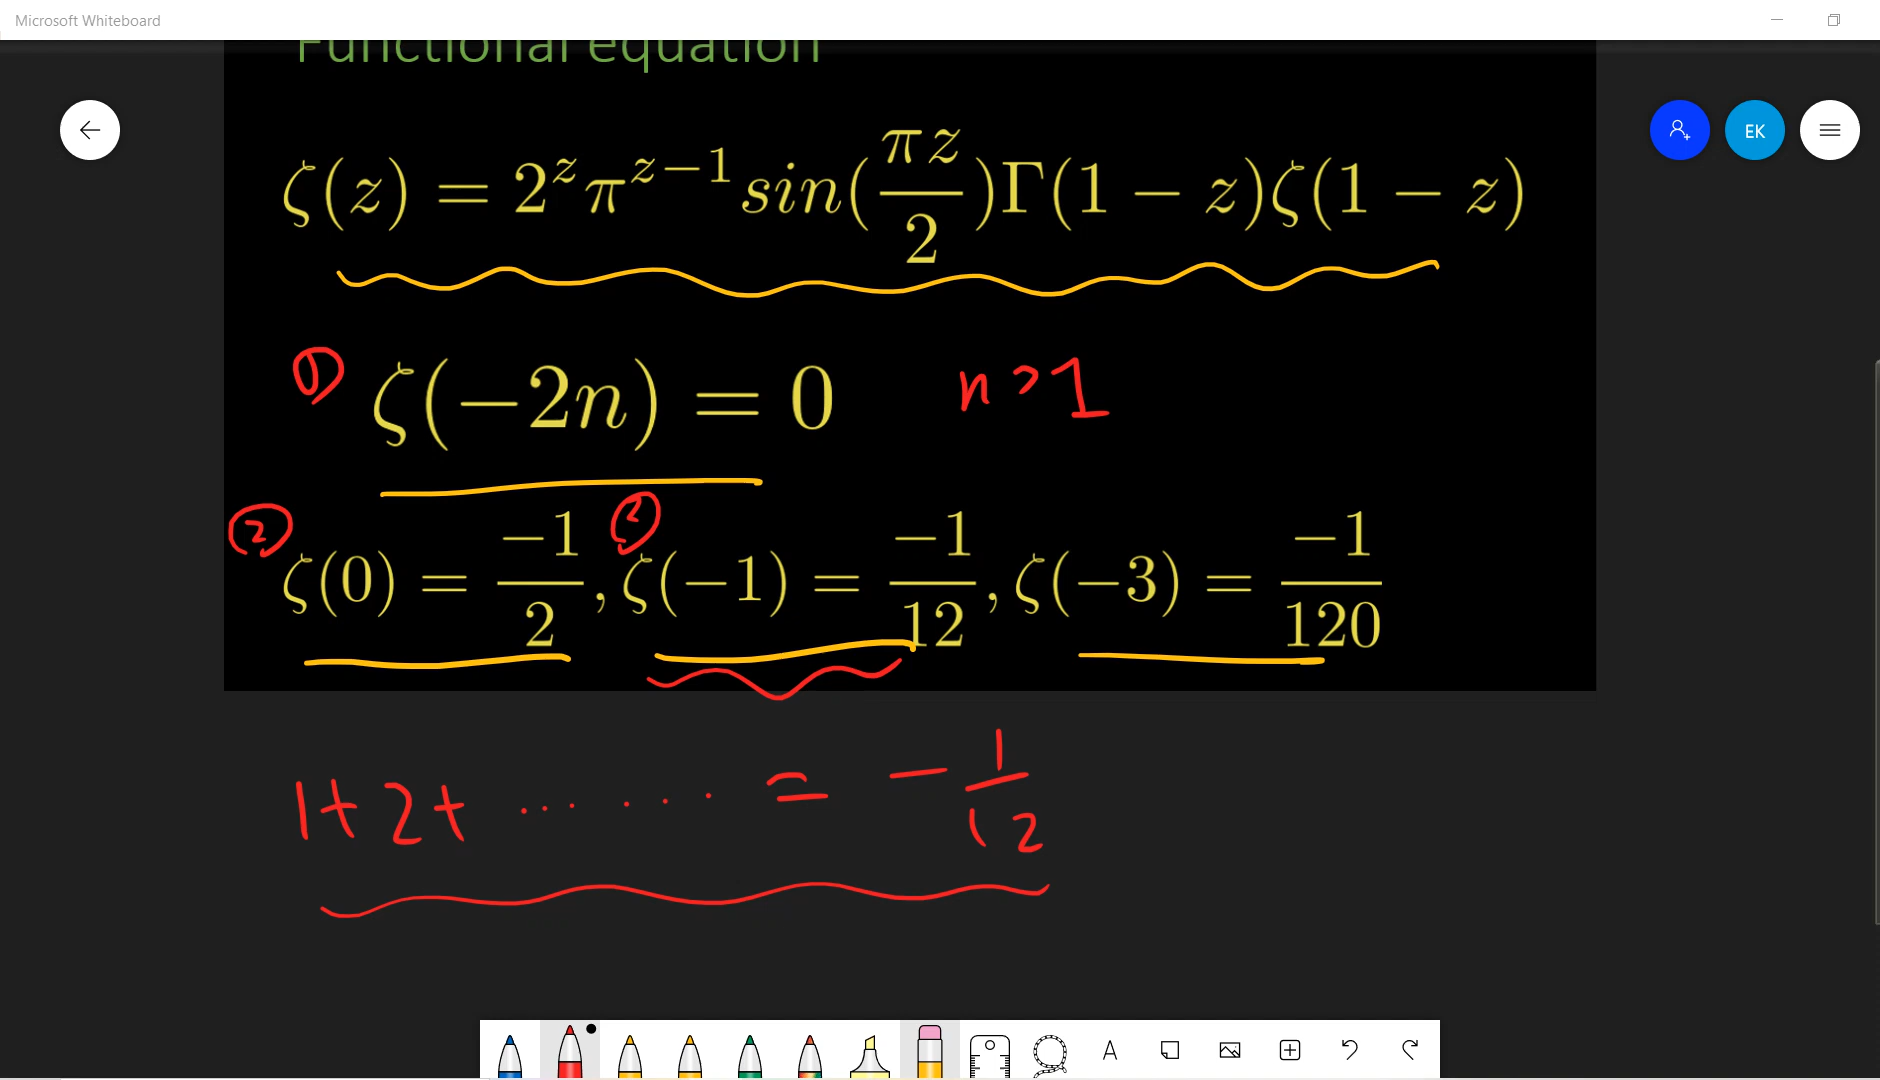 Microsoft Whiteboard
Functional equation
EK
ζ(z) = 2^z π^{z−1} sin(πz/2)Γ(1 − z)ζ(1 − z)
① ζ(−2n) = 0 n > 1
② ζ(0) = −1/2 , ③ ζ(−1) = −1/12 , ζ(−3) = −1/120
1+2+ ...... = − 1/12
A